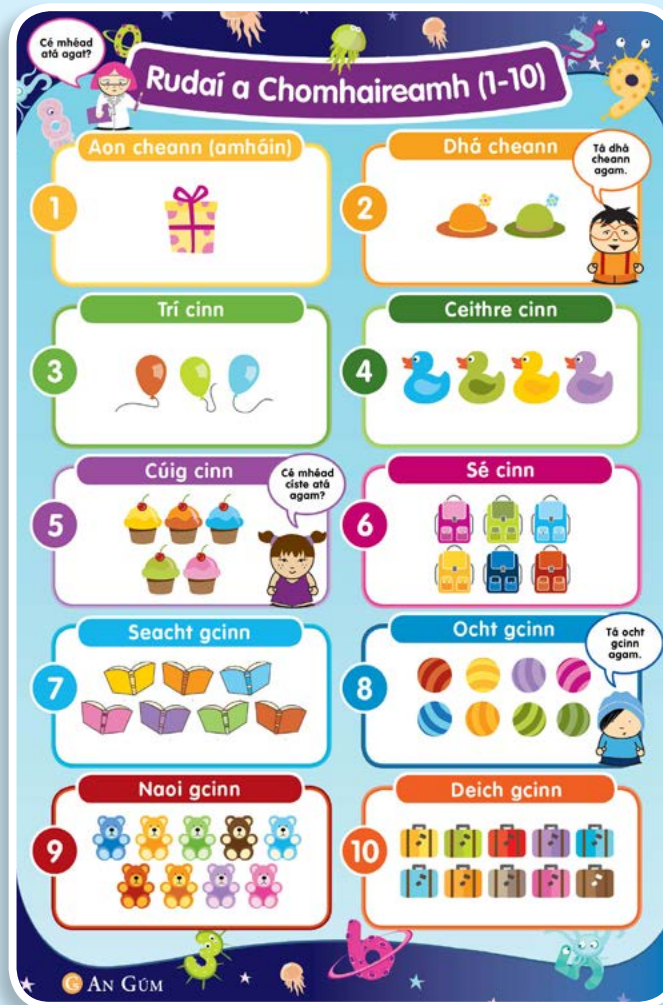 Cé mhéad
atá agat?
Rudaí a Chomhaireamh (1-10)
Aon cheann (amháin)
1
Dhá cheann
2
Tá dhá
cheann
agam.
Trí cinn
3
Ceithre cinn
4
Cúig cinn
5
Cé mhéad
císte atá
agam?
Sé cinn
6
Seacht gcinn
7
Ocht gcinn
8
Tá ocht
gcinn
agam.
Naoi gcinn
9
Deich gcinn
10
G AN GÚM